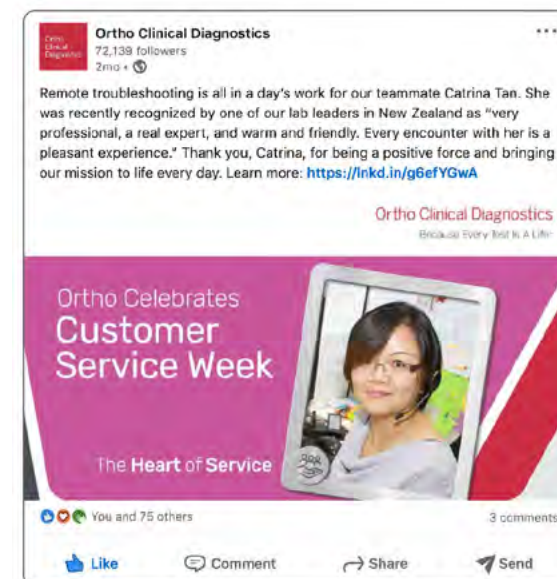 Ortho
Clinical
Diagnostics
Ortho Clinical Diagnostics
72,139 followers
2mo •
Remote troubleshooting is all in a day's work for our teammate Catrina Tan. She
was recently recognized by one of our lab leaders in New Zealand as "very
professional, a real expert, and warm and friendly. Every encounter with her is a
pleasant experience." Thank you, Catrina, for being a positive force and bringing
our mission to life every day. Learn more: https://lnkd.in/g6efYGwA
Ortho Clinical Diagnostics
Because Every Test Is A Life™
Ortho Celebrates
Customer
Service Week
The Heart of Service
You and 75 others
3 comments
Like
Comment
Share
Send